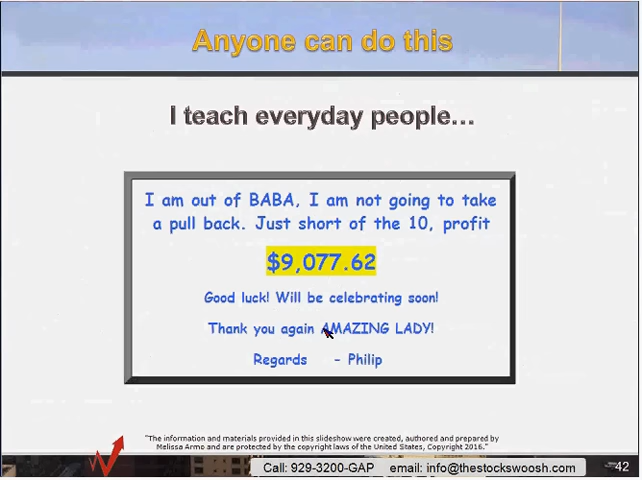 Anyone can do this
I teach everyday people...
I am out of BABA, I am not going to take
a pull back. Just short of the 10, profit
$9,077.62
Good luck! Will be celebrating soon!
Thank you again AMAZING LADY!
Regards - Philip
"The information and materials provided in this slideshow were created, authored and prepared by
Melissa Armo and are protected by the copyright laws of the United States, Copyright 2016."
Call: 929-3200-GAP email: info@thestockswoosh.com
42